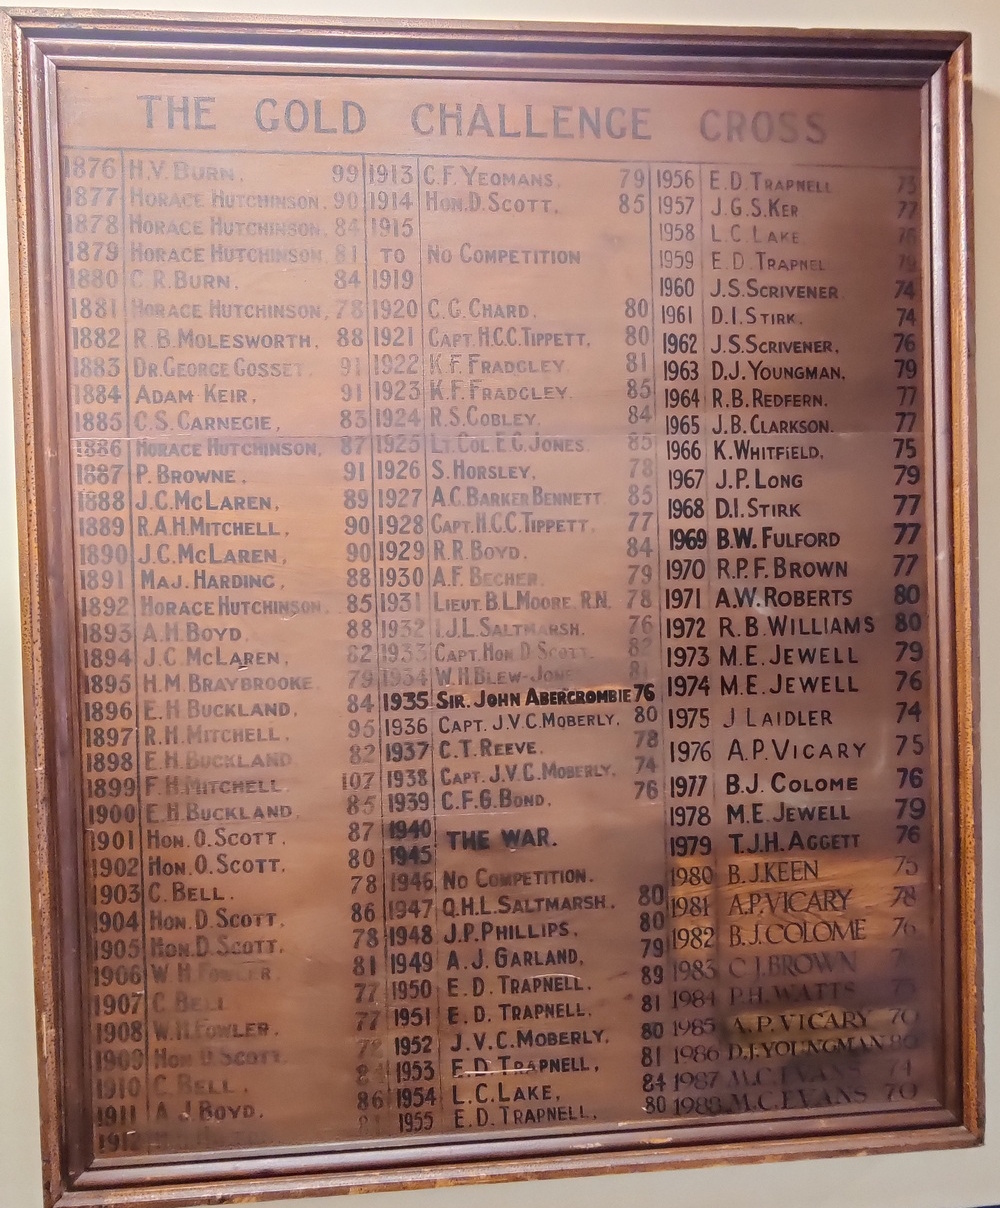 THE GOLD CHALLENGE CROSS
1876 H.V. BURN. 99
1877 HORACE HUTCHINSON. 90
1878 HORACE HUTCHINSON. 84
1879 HORACE HUTCHINSON. 81
1880 C.R. BURN. 84
1881 HORACE HUTCHINSON. 78
1882 R.B. MOLESWORTH. 88
1883 DR. GEORGE GOSSET. 91
1884 ADAM KEIR, 91
1885 C.S. CARNEGIE, 83
1886 HORACE HUTCHINSON. 87
1887 P. BROWNE. 91
1888 J.C. MCLAREN, 89
1889 R.A.H. MITCHELL, 90
1890 J.C. MCLAREN, 90
1891 MAJ. HARDING, 88
1892 HORACE HUTCHINSON. 85
1893 A.H. BOYD. 88
1894 J.C. MCLAREN, 82
1895 H.M. BRAYBROOKE. 79
1896 E.H. BUCKLAND, 84
1897 R.H. MITCHELL. 95
1898 E.H. BUCKLAND. 82
1899 F.H. MITCHELL. 107
1900 E.H. BUCKLAND. 85
1901 HON. O. SCOTT. 87
1902 HON. O. SCOTT. 80
1903 C. BELL. 78
1904 HON. D. SCOTT. 86
1905 HON. D. SCOTT. 78
1906 W.H. FOWLER. 81
1907 C. BELL 77
1908 W.H. FOWLER. 77
1909 HON D SCOTT.
1910 C. BELL.
1911 A J BOYD. 86
1912
1913 C.F. YEOMANS. 79
1914 HON. D. SCOTT, 85
1915
TO NO COMPETITION
1919
1920 C.G. CHARD. 80
1921 CAPT. H.C.C. TIPPETT, 80
1922 K.F. FRADGLEY. 81
1923 K.F. FRADGLEY. 85
1924 R.S. COBLEY. 84
1925 LT. COL. E.C. JONES. 85
1926 S. HORSLEY, 78
1927 A.C. BARKER BENNETT 85
1928 CAPT. H.C.C. TIPPETT. 77
1929 R.R. BOYD. 84
1930 A.F. BECHER. 79
1931 LIEUT. B.L. MOORE. R.N. 78
1932 I.J.L. SALTMARSH. 76
1933 CAPT. HON D SCOTT. 82
1934 W.H. BLEW-JONES 81
1935 SIR. JOHN ABERCROMBIE 76
1936 CAPT. J.V.C. MOBERLY. 80
1937 C.T. REEVE. 78
1938 CAPT. J.V.C. MOBERLY. 74
1939 C.F.G. BOND. 76
1940
THE WAR.
1945
1946 NO COMPETITION.
1947 Q.H.L. SALTMARSH. 80
1948 J.P. PHILLIPS. 80
1949 A.J. GARLAND, 79
1950 E.D. TRAPNELL. 89
1951 E.D. TRAPNELL. 81
1952 J.V.C. MOBERLY. 80
1953 E.D. TRAPNELL, 81
1954 L.C. LAKE, 84
1955 E.D. TRAPNELL, 80
1956 E.D. TRAPNELL 73
1957 J.G.S. KER 77
1958 L.C. LAKE 76
1959 E.D. TRAPNEL 79
1960 J.S. SCRIVENER 74
1961 D.I. STIRK. 74
1962 J.S. SCRIVENER. 76
1963 D.J. YOUNGMAN. 79
1964 R.B. REDFERN. 77
1965 J.B. CLARKSON. 77
1966 K. WHITFIELD. 75
1967 J.P. LONG 79
1968 D.I. STIRK 77
1969 B.W. FULFORD 77
1970 R.P.F. BROWN 77
1971 A.W. ROBERTS 80
1972 R.B. WILLIAMS 80
1973 M.E. JEWELL 79
1974 M.E. JEWELL 76
1975 J LAIDLER 74
1976 A.P. VICARY 75
1977 B.J. COLOME 76
1978 M.E. JEWELL 79
1979 T.J.H. AGGETT 76
1980 B.J. KEEN 75
1981 A.P. VICARY 78
1982 B.J. COLOME 76
1983 C.J. BROWN
1984 P.H. WATTS 75
1985 A.P. VICARY 70
1986 D.J. YOUNGMAN 80
1987 M.C. EVANS 74
1988 M.C. EVANS 70